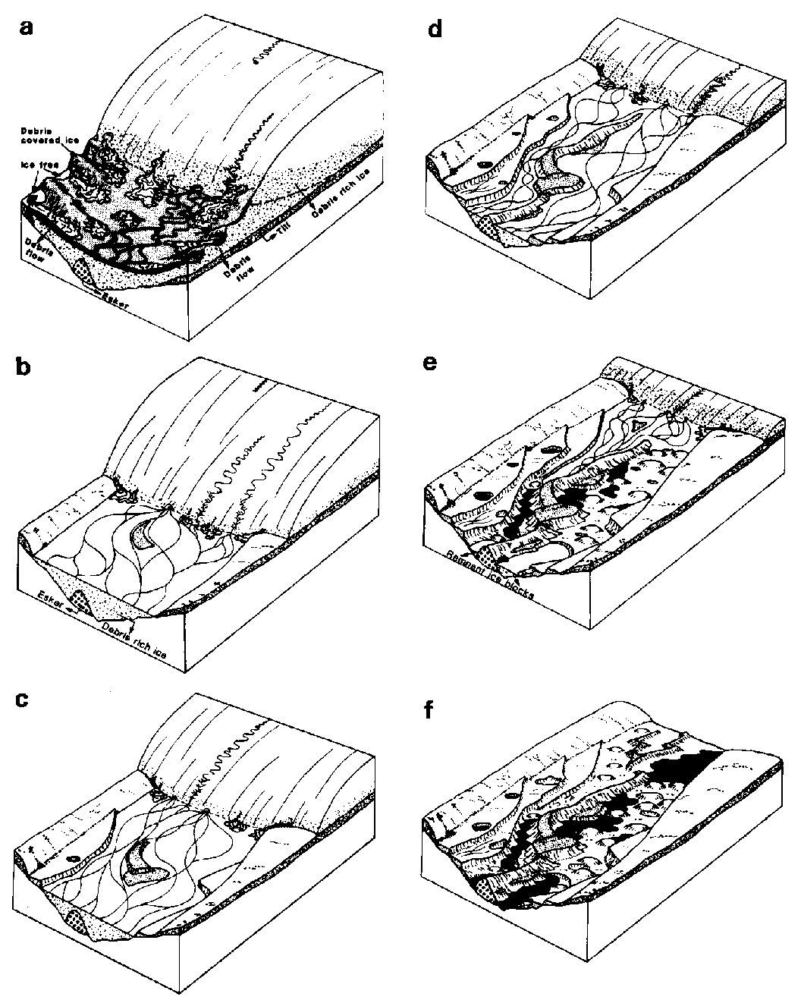 a
Debris
covered ice
Ice free
Debris
flow
Esker
Debris
flow
Till
Debris rich ice
b
Esker
Debris rich ice
c
d
e
Remnant ice blocks
f